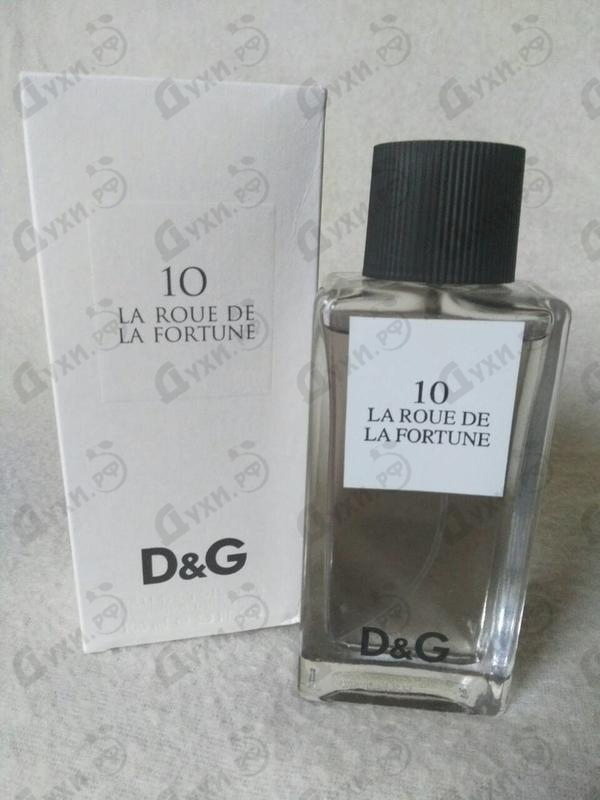 10
LA ROUE DE
LA FORTUNE
D&G
10
LA ROUE DE
LA FORTUNE
D&G
Духи.РФ